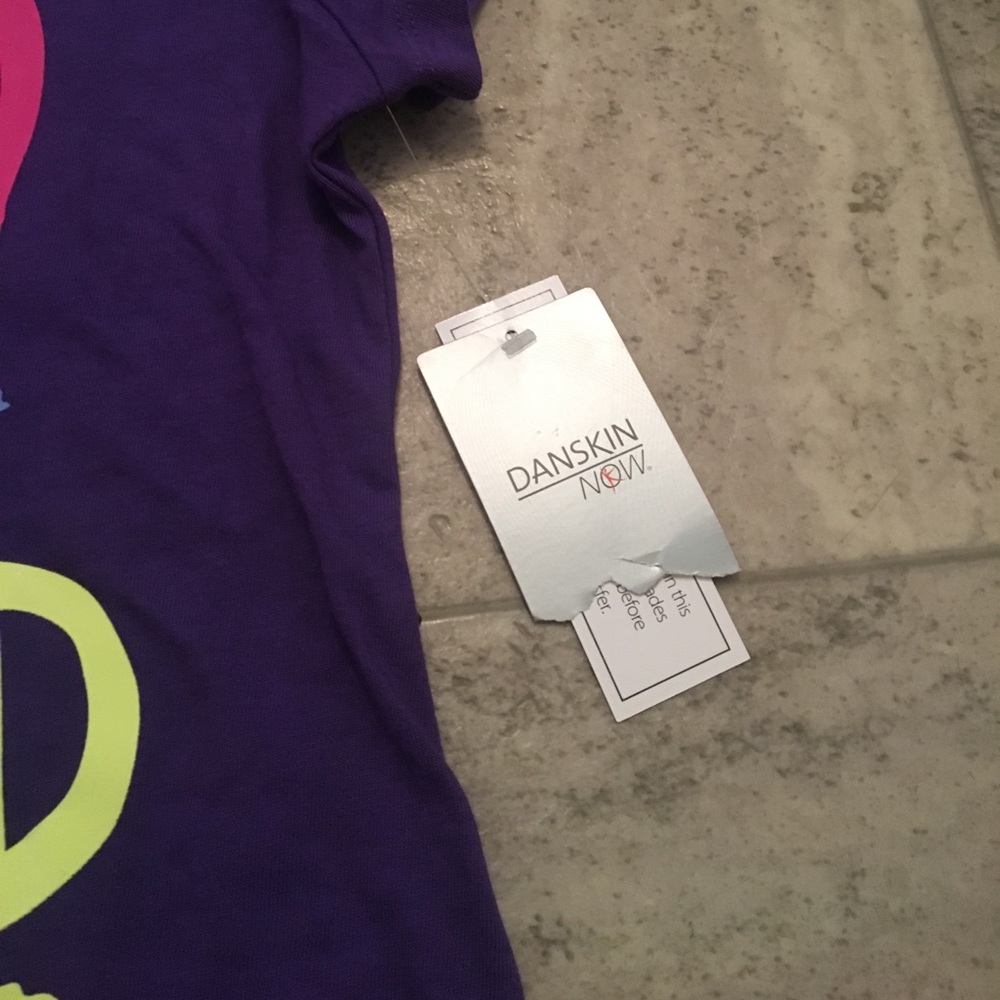 DANSKIN
NOW®
n this
ades
before
fer.